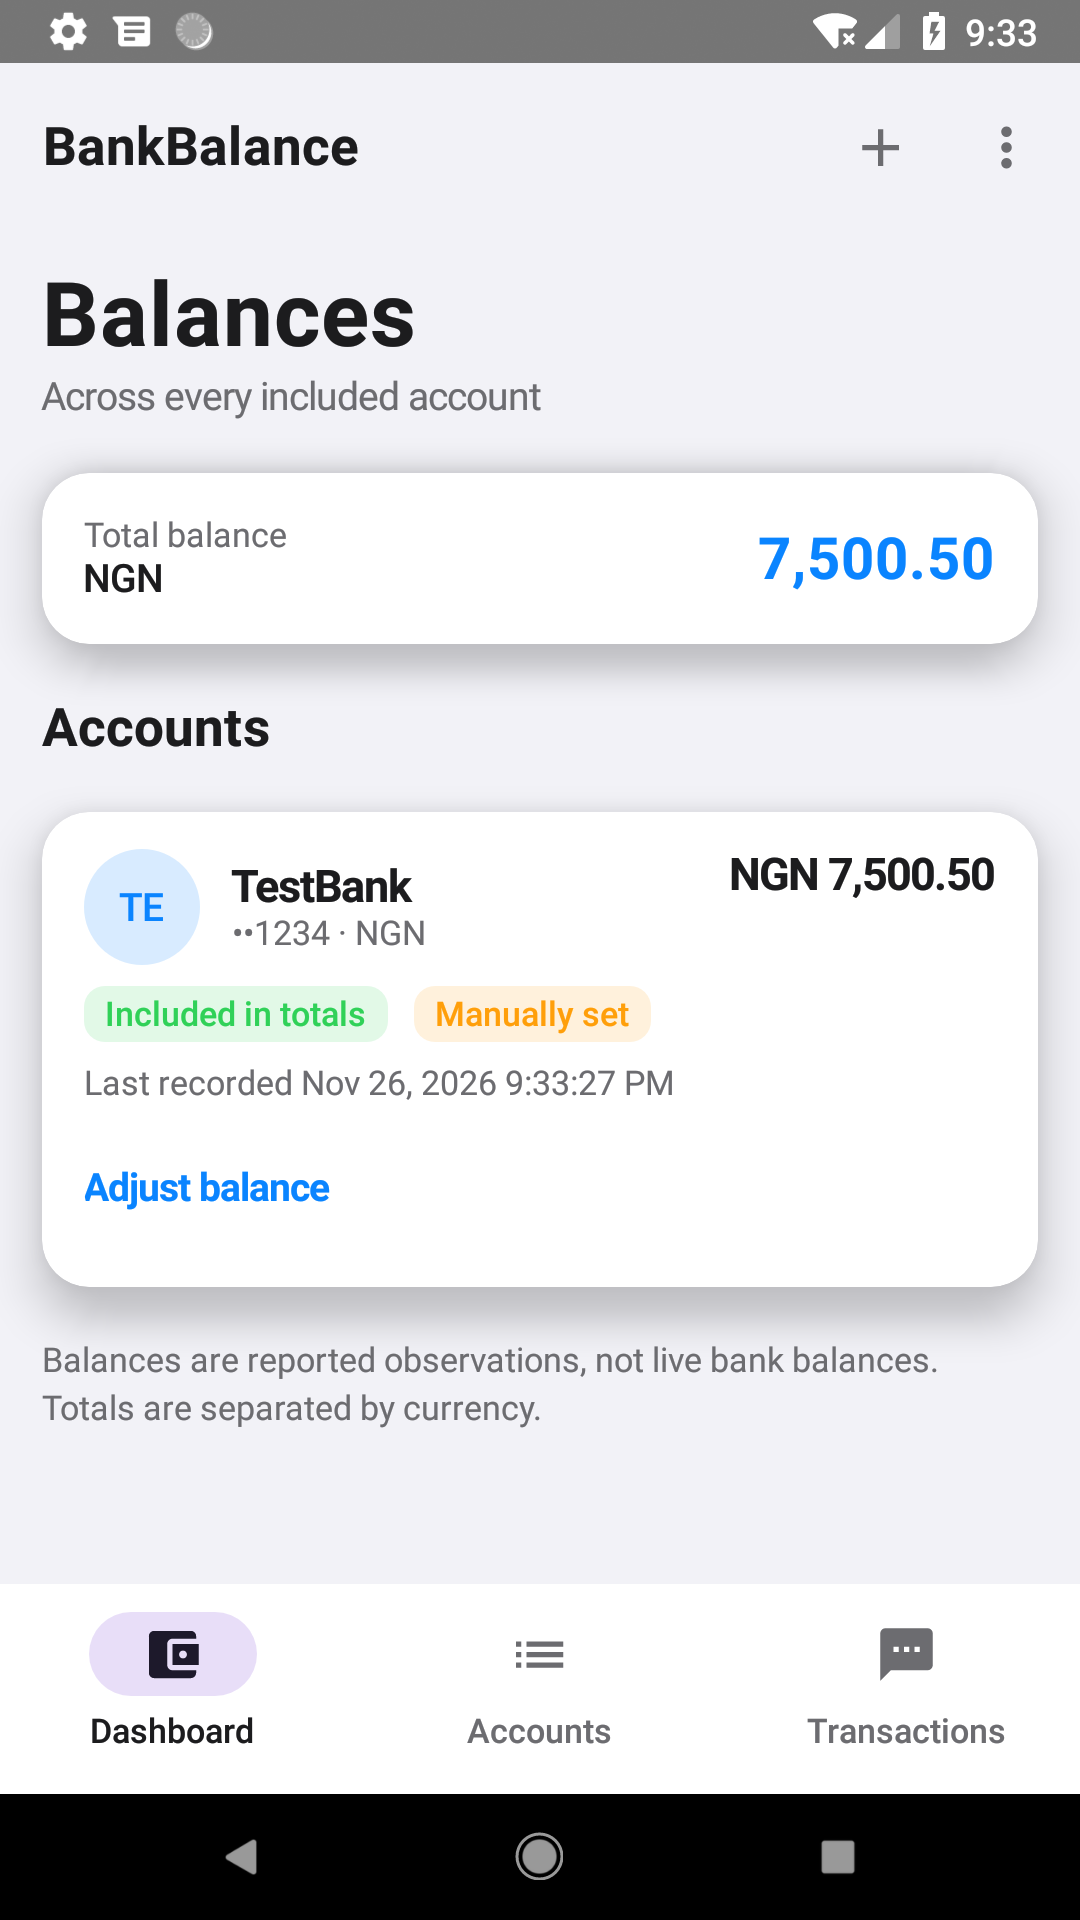 9:33
BankBalance
Balances
Across every included account
Total balance
NGN
7,500.50
Accounts
TE
TestBank
NGN 7,500.50
••1234 · NGN
Included in totals
Manually set
Last recorded Nov 26, 2026 9:33:27 PM
Adjust balance
Balances are reported observations, not live bank balances.
Totals are separated by currency.
Dashboard
Accounts
Transactions